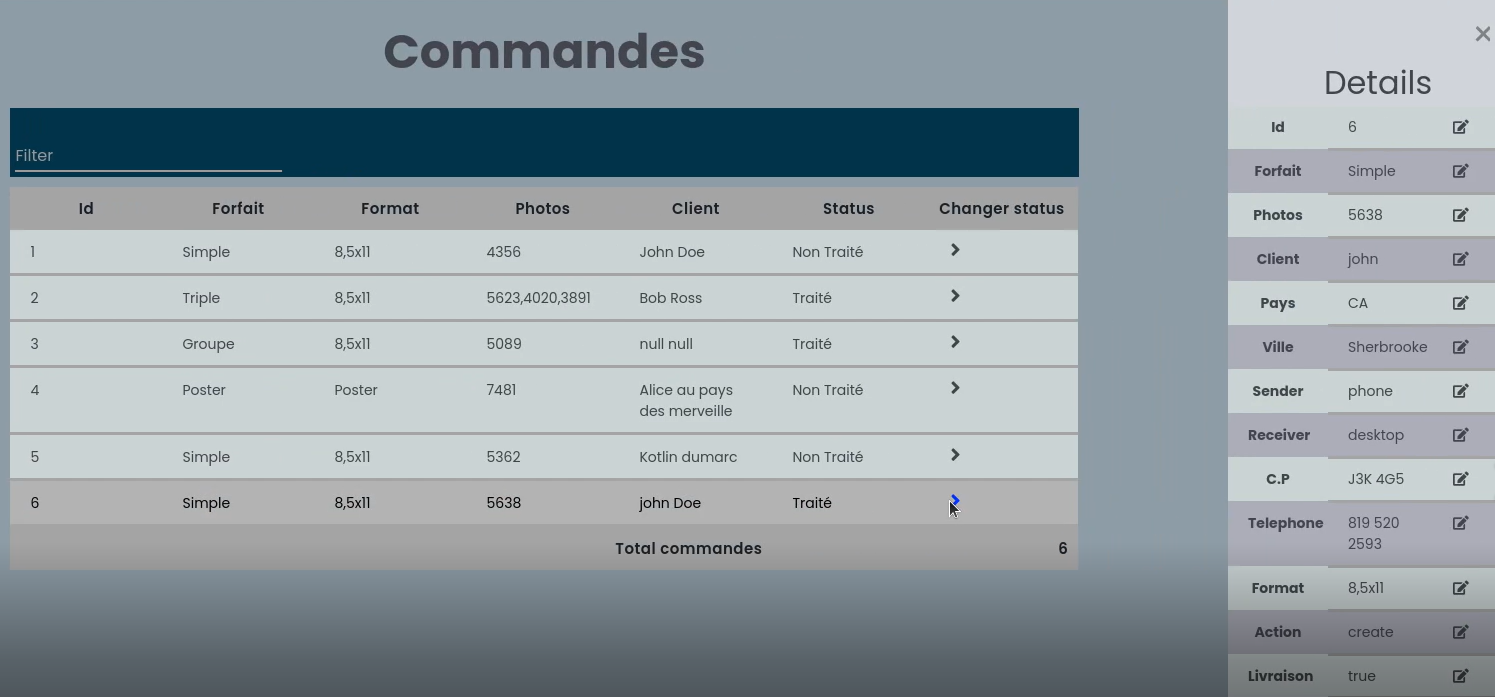 Commandes
Filter
Id Forfait Format Photos Client Status Changer status
1 Simple 8,5x11 4356 John Doe Non Traité
2 Triple 8,5x11 5623,4020,3891 Bob Ross Traité
3 Groupe 8,5x11 5089 null null Traité
4 Poster Poster 7481 Alice au pays Non Traité
des merveille
5 Simple 8,5x11 5362 Kotlin dumarc Non Traité
6 Simple 8,5x11 5638 john Doe Traité
Total commandes 6
Details
Id 6
Forfait Simple
Photos 5638
Client john
Pays CA
Ville Sherbrooke
Sender phone
Receiver desktop
C.P J3K 4G5
Telephone 819 520
2593
Format 8,5x11
Action create
Livraison true